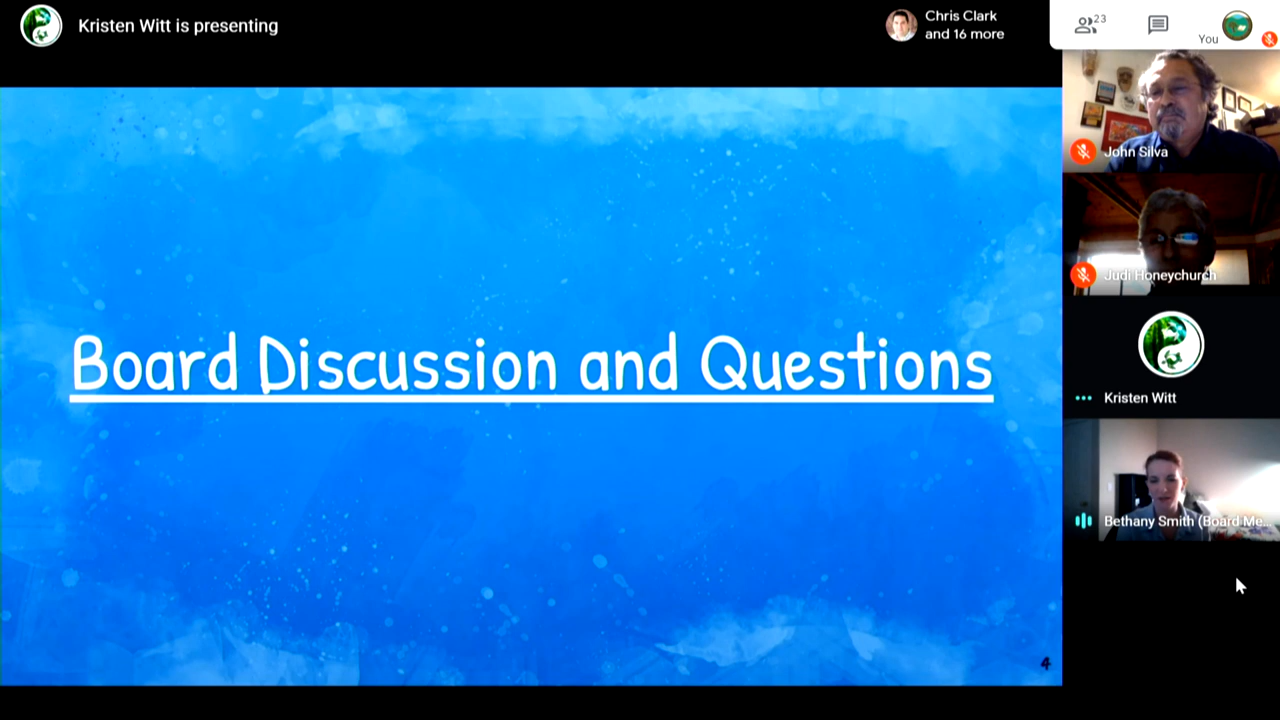 Kristen Witt is presenting
Chris Clark
and 16 more
23
You
John Silva
Judi Honeychurch
Board Discussion and Questions
Kristen Witt
Bethany Smith (Board Me...
4